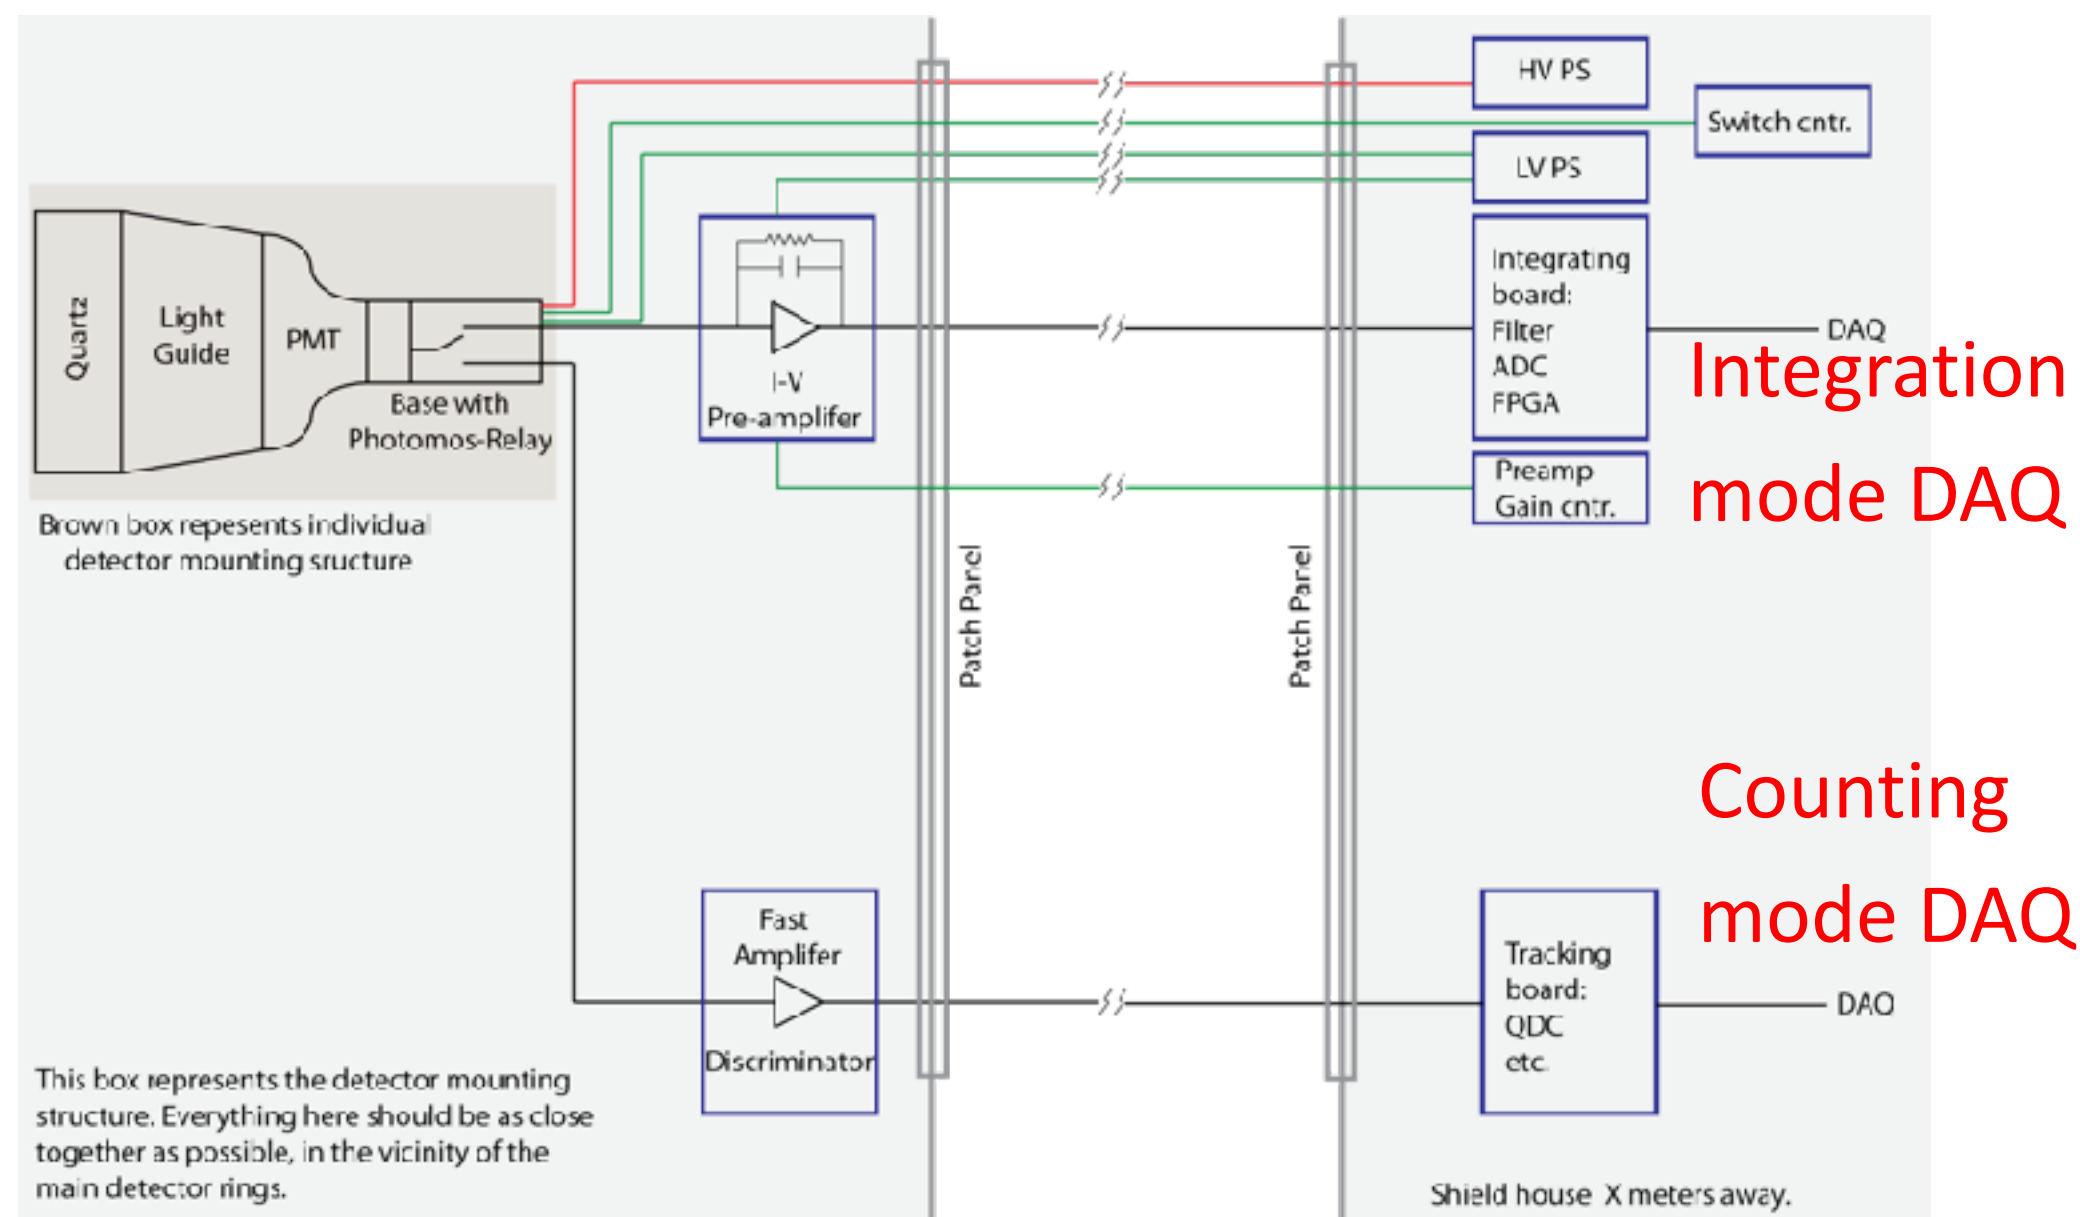 HV PS
Switch cntr.
LV PS
Quartz
Light
Guide
PMT
Base with
Photomos-Relay
I-V
Pre-amplifer
Integrating
board:
Filter
ADC
FPGA
DAQ
Integration
mode DAQ
Preamp
Gain cntr.
Brown box repesents individual
detector mounting sructure
Patch Panel
Patch Panel
Counting
mode DAQ
Fast
Amplifer
Discriminator
Tracking
board:
QDC
etc.
DAQ
This box represents the detector mounting
structure. Everything here should be as close
together as possible, in the vicinity of the
main detector rings.
Shield house X meters away.